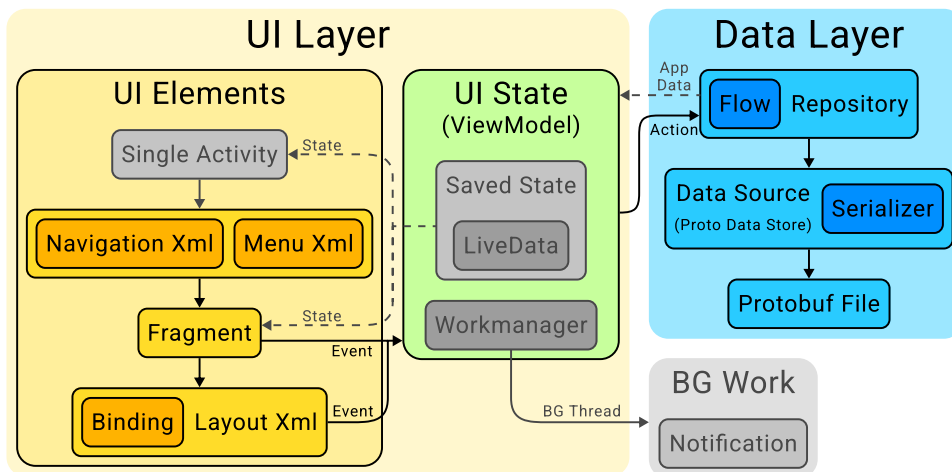 UI Layer
UI Elements
Single Activity
State
Navigation Xml
Menu Xml
Fragment
State
Event
Binding
Layout Xml
Event
UI State
(ViewModel)
Saved State
LiveData
Workmanager
BG Thread
Data Layer
App
Data
Action
Flow
Repository
Data Source
(Proto Data Store)
Serializer
Protobuf File
BG Work
Notification